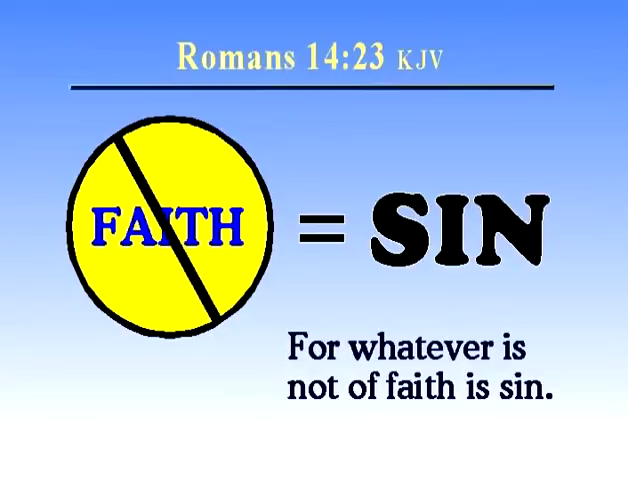 Romans 14:23 KJV
FAITH = SIN
For whatever is
not of faith is sin.